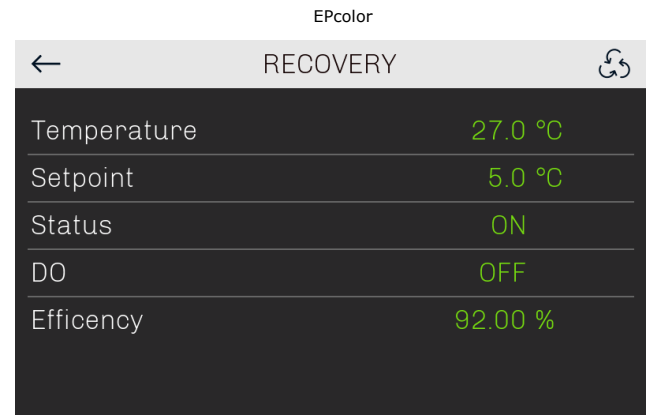 EPcolor
RECOVERY
Temperature 27.0 °C
Setpoint 5.0 °C
Status ON
DO OFF
Efficency 92.00 %